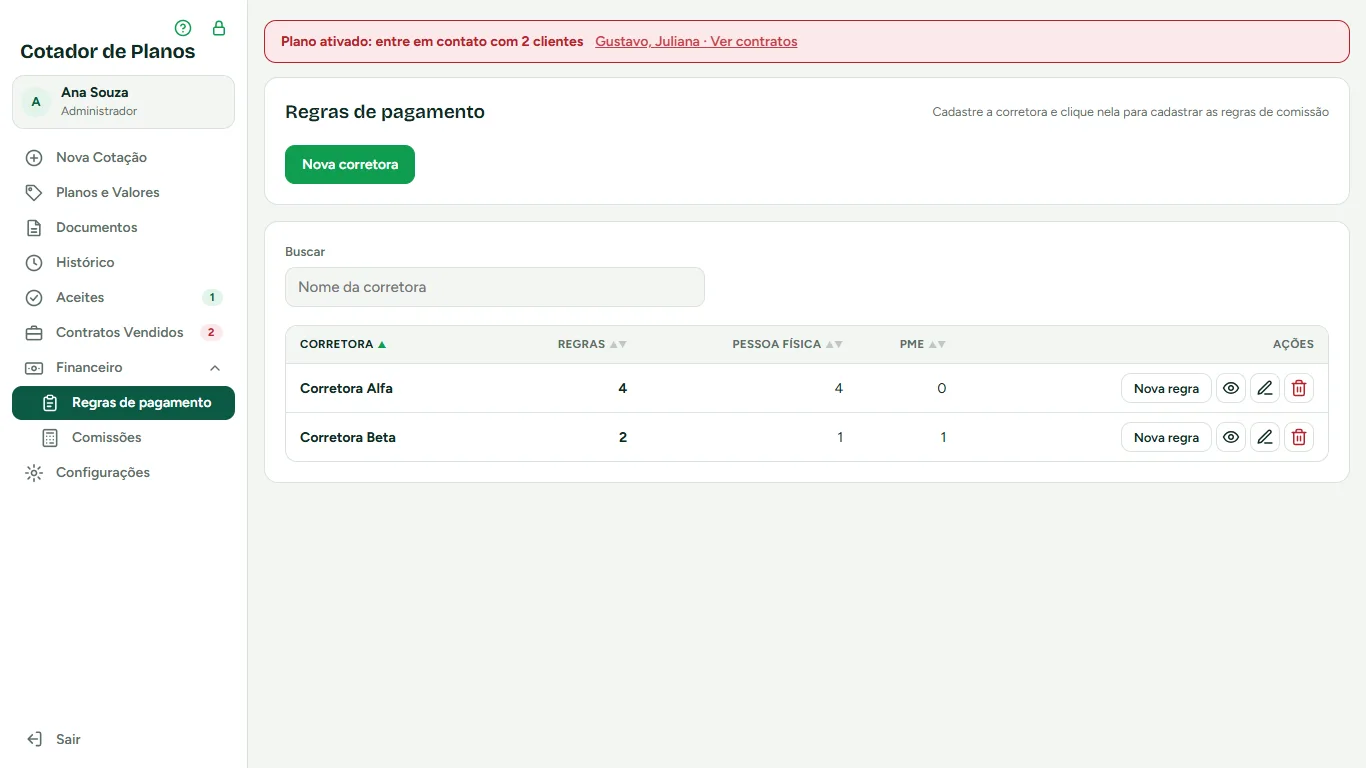 Cotador de Planos
A
Ana Souza
Administrador
Nova Cotação
Planos e Valores
Documentos
Histórico
Aceites 1
Contratos Vendidos 2
Financeiro
Regras de pagamento
Comissões
Configurações
Sair
Plano ativado: entre em contato com 2 clientes Gustavo, Juliana · Ver contratos
Regras de pagamento
Cadastre a corretora e clique nela para cadastrar as regras de comissão
Nova corretora
Buscar
Nome da corretora
CORRETORA ▲ REGRAS ▲▼ PESSOA FÍSICA ▲▼ PME ▲▼ AÇÕES
Corretora Alfa 4 4 0 Nova regra
Corretora Beta 2 1 1 Nova regra